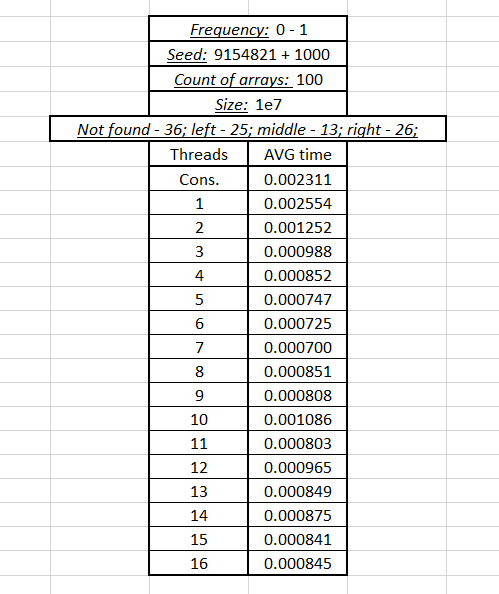 Frequency: 0 - 1
Seed: 9154821 + 1000
Count of arrays: 100
Size: 1e7
Not found - 36; left - 25; middle - 13; right - 26;
Threads AVG time
Cons. 0.002311
1 0.002554
2 0.001252
3 0.000988
4 0.000852
5 0.000747
6 0.000725
7 0.000700
8 0.000851
9 0.000808
10 0.001086
11 0.000803
12 0.000965
13 0.000849
14 0.000875
15 0.000841
16 0.000845